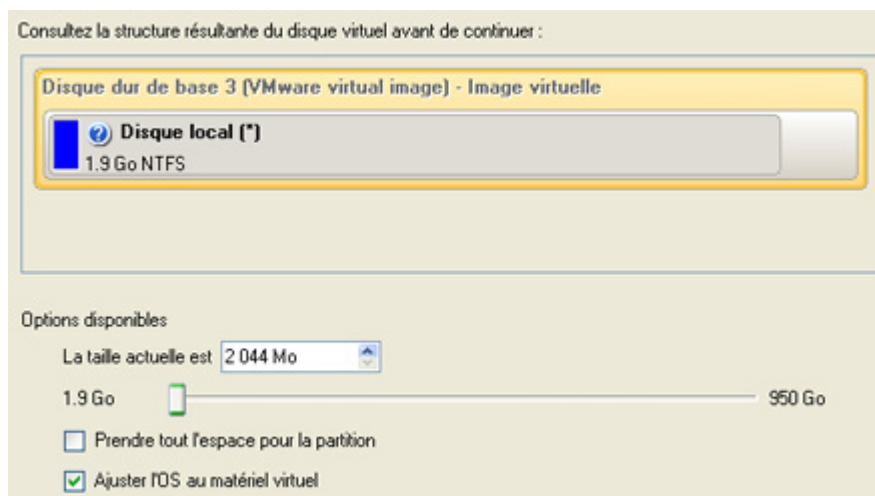 Consultez la structure résultante du disque virtuel avant de continuer :
Disque dur de base 3 (VMware virtual image) - Image virtuelle
Disque local (*)
1.9 Go NTFS
Options disponibles
La taille actuelle est 2 044 Mo
1.9 Go 950 Go
Prendre tout l'espace pour la partition
Ajuster l'OS au matériel virtuel